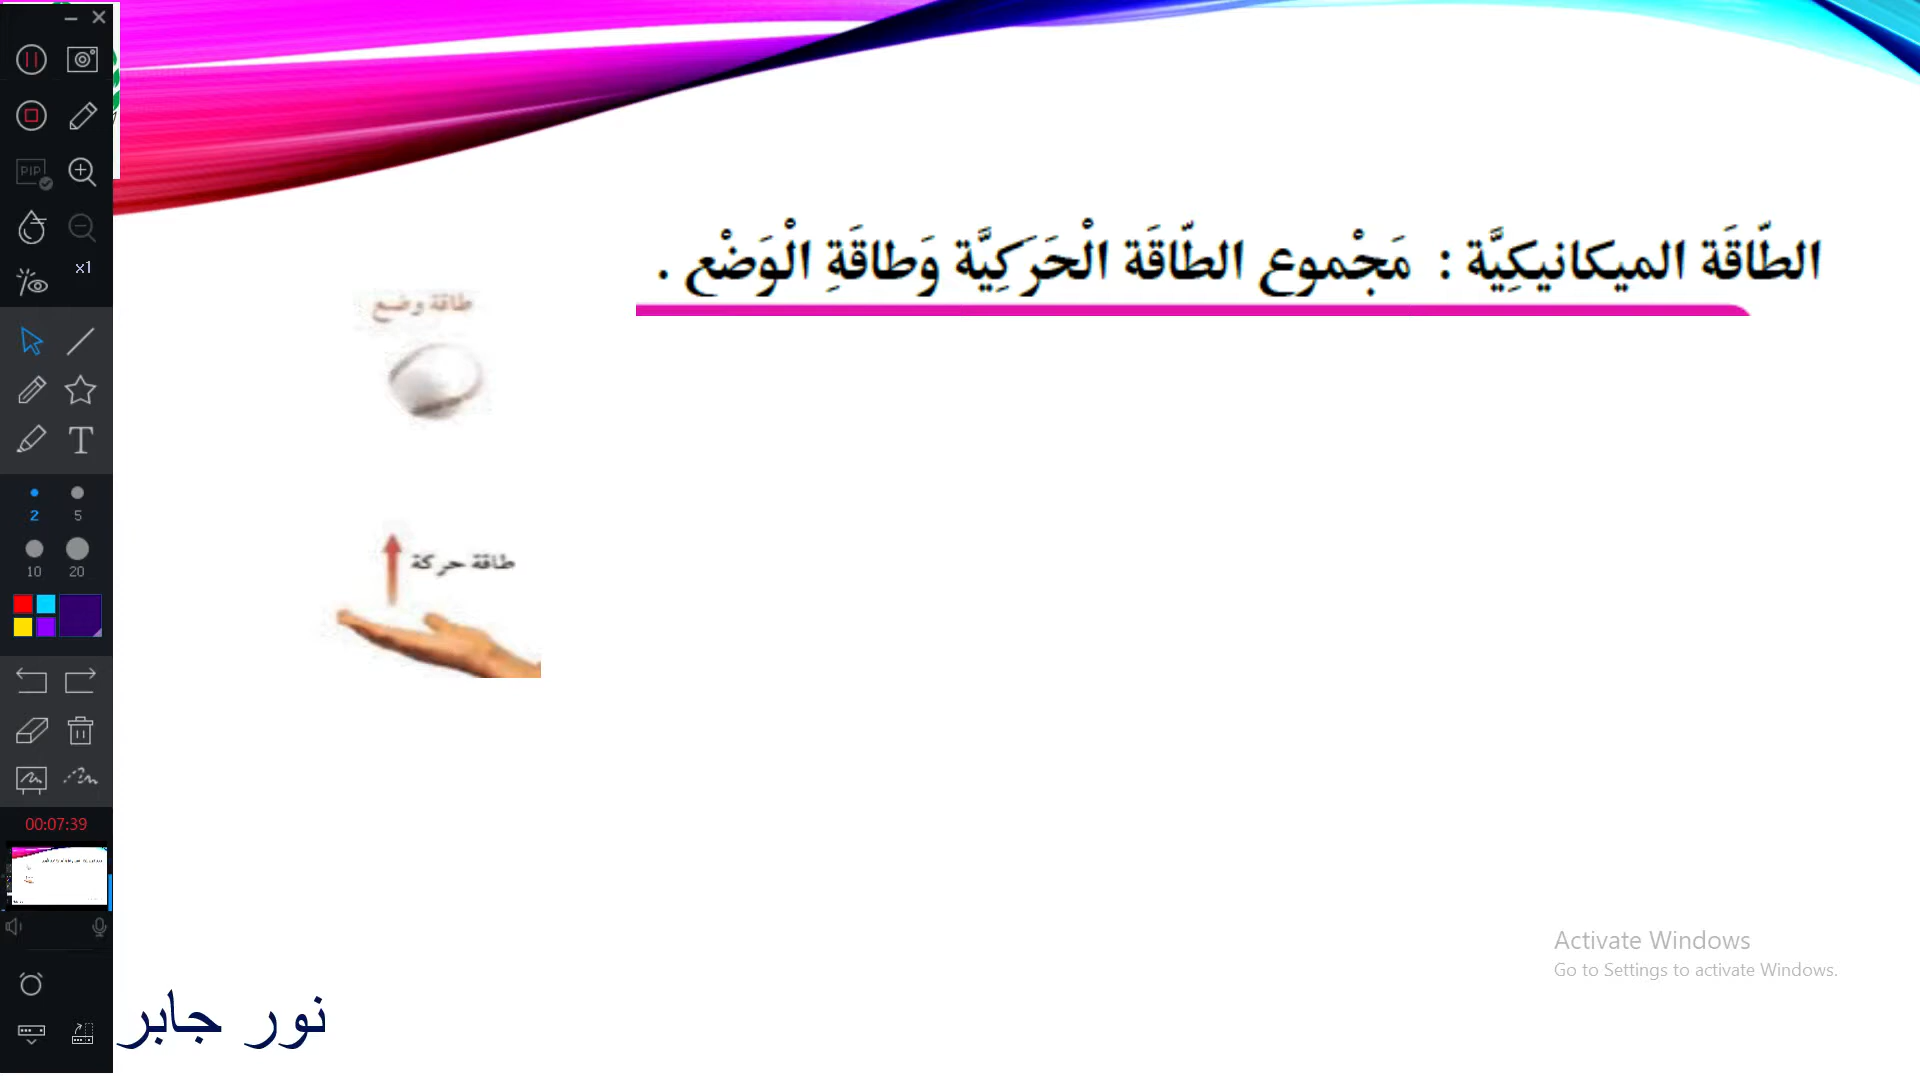 الطّاقَة الميكانيكِيَّة : مَجْموع الطّاقَة الْحَرَكِيَّة وَطاقَةِ الْوَضْع .
طاقة وضع
طاقة حركة
PIP
x1
2
5
10
20
00:07:39
Activate Windows
Go to Settings to activate Windows.
نور جابر